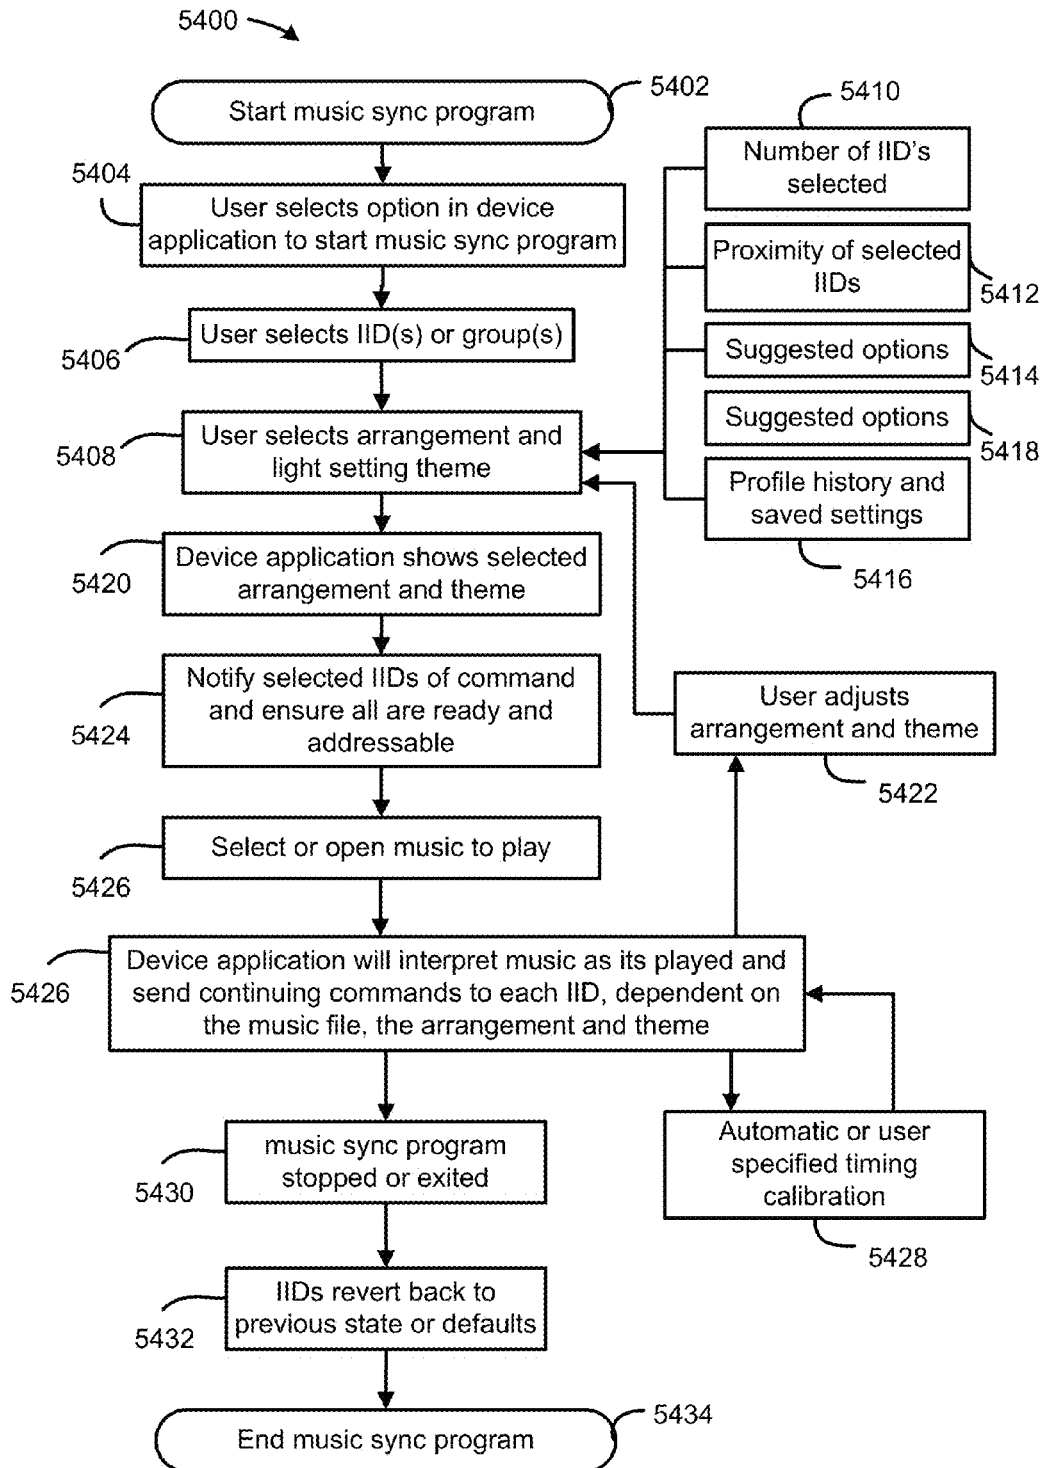 5400
Start music sync program
5402
5404
User selects option in device
application to start music sync program
5406
User selects IID(s) or group(s)
5408
User selects arrangement and
light setting theme
5410
Number of IID's
selected
Proximity of selected
IIDs
5412
Suggested options
5414
Suggested options
5418
Profile history and
saved settings
5416
5420
Device application shows selected
arrangement and theme
5424
Notify selected IIDs of command
and ensure all are ready and
addressable
User adjusts
arrangement and theme
5422
5426
Select or open music to play
5426
Device application will interpret music as its played and
send continuing commands to each IID, dependent on
the music file, the arrangement and theme
Automatic or user
specified timing
calibration
5428
5430
music sync program
stopped or exited
5432
IIDs revert back to
previous state or defaults
5434
End music sync program